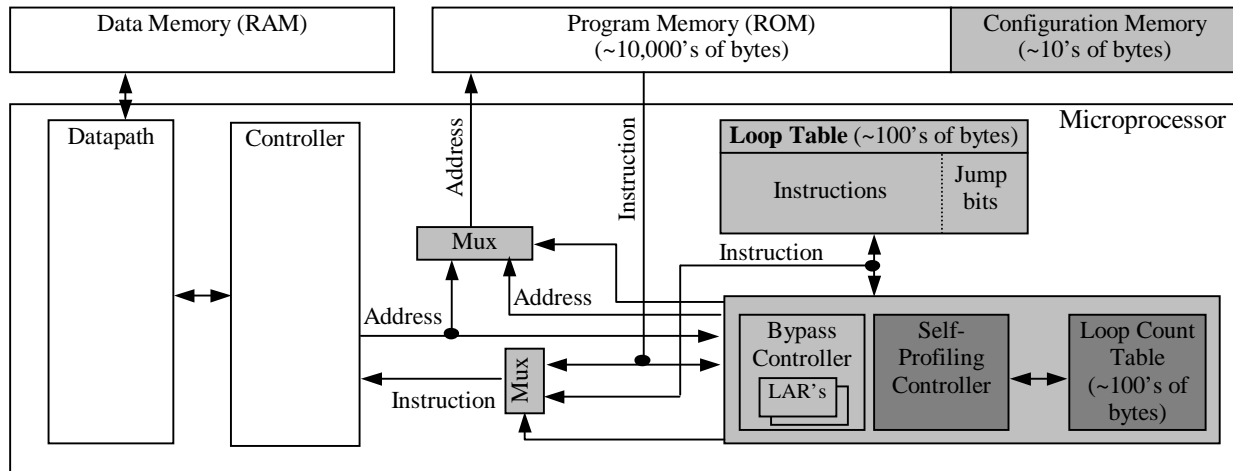 Data Memory (RAM)
Program Memory (ROM)
(~10,000’s of bytes)
Configuration Memory
(~10’s of bytes)
Microprocessor
Datapath
Controller
Address
Instruction
Loop Table (~100’s of bytes)
Instructions
Jump
bits
Mux
Instruction
Address
Address
Mux
Instruction
Bypass
Controller
LAR’s
Self-
Profiling
Controller
Loop Count
Table
(~100’s of
bytes)